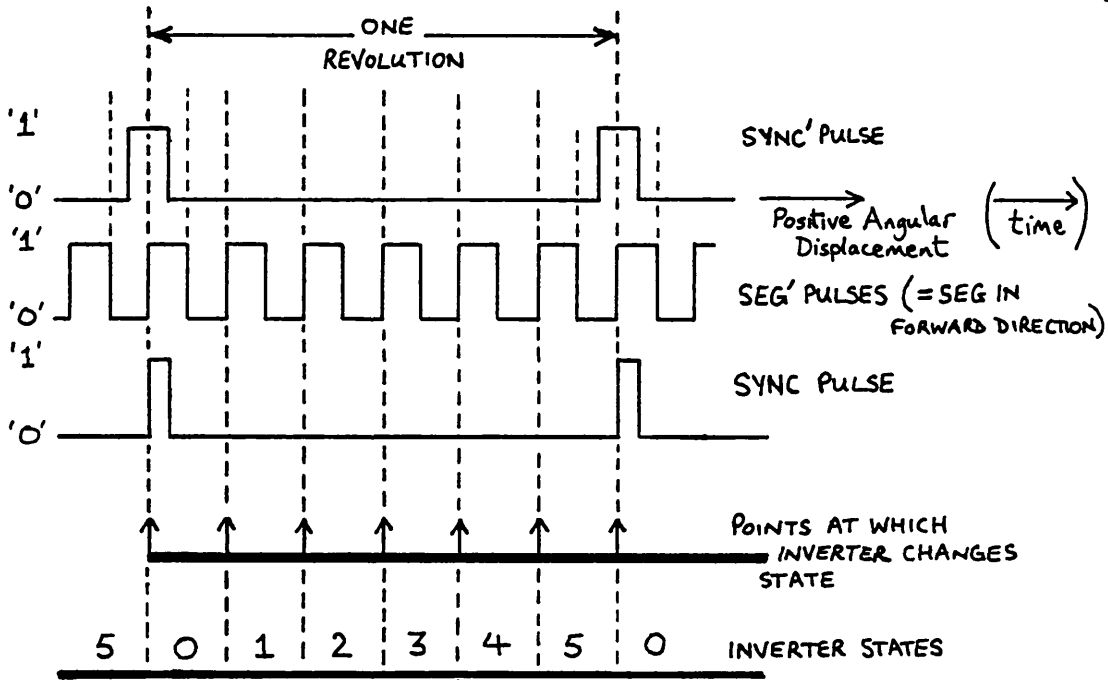 ONE
REVOLUTION
'1'
SYNC' PULSE
'0'
Positive Angular
Displacement
(time)
'1'
SEG' PULSES (=SEG IN
FORWARD DIRECTION)
'0'
'1'
SYNC PULSE
'0'
POINTS AT WHICH
INVERTER CHANGES
STATE
5 0 1 2 3 4 5 0 INVERTER STATES